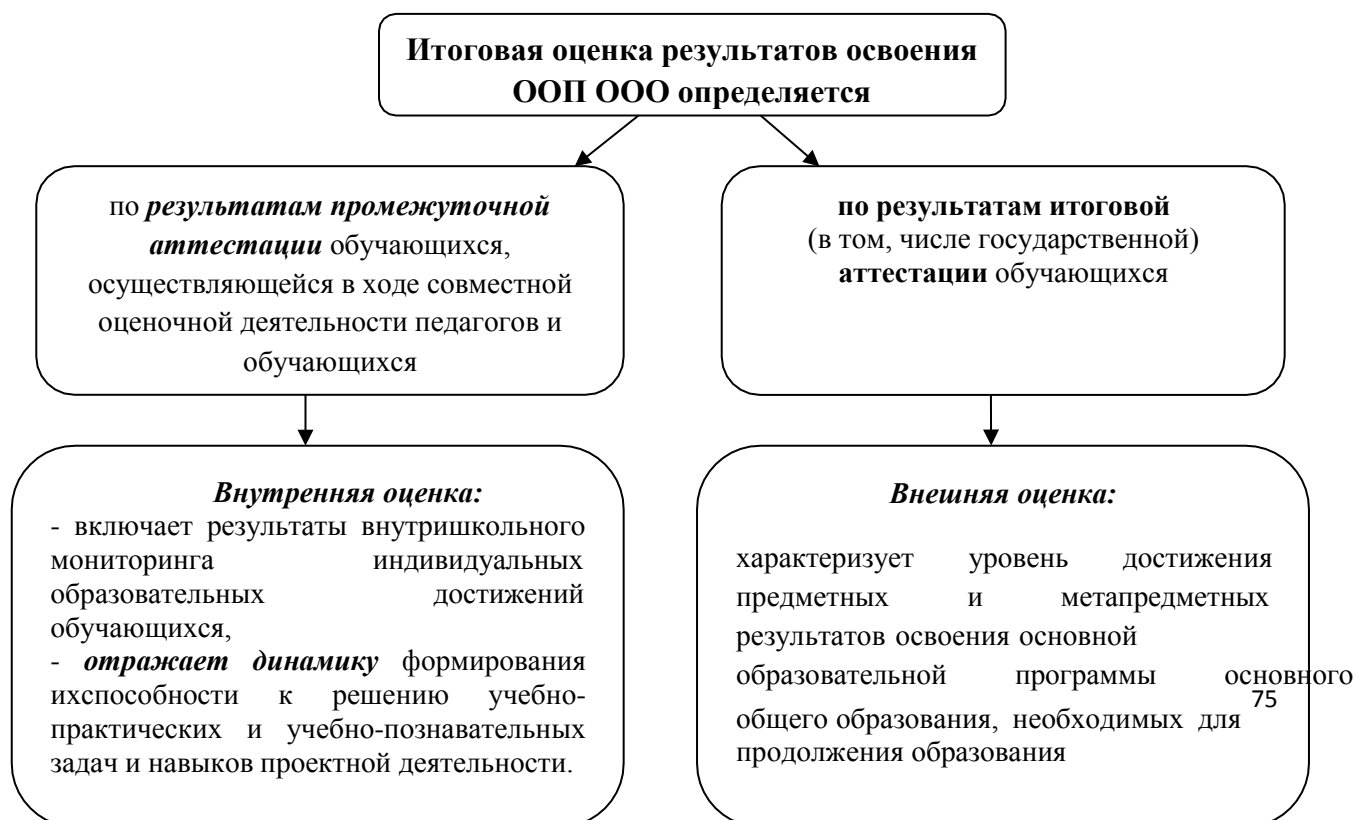 Итоговая оценка результатов освоения
ООП ООО определяется
по результатам промежуточной
аттестации обучающихся,
осуществляющейся в ходе совместной
оценочной деятельности педагогов и
обучающихся
по результатам итоговой
(в том, числе государственной)
аттестации обучающихся
Внутренняя оценка:
- включает результаты внутришкольного
мониторинга индивидуальных
образовательных достижений
обучающихся,
- отражает динамику формирования
ихспособности к решению учебно-
практических и учебно-познавательных
задач и навыков проектной деятельности.
Внешняя оценка:
характеризует уровень достижения
предметных и метапредметных
результатов освоения основной
образовательной программы основного
общего образования, необходимых для
продолжения образования
75